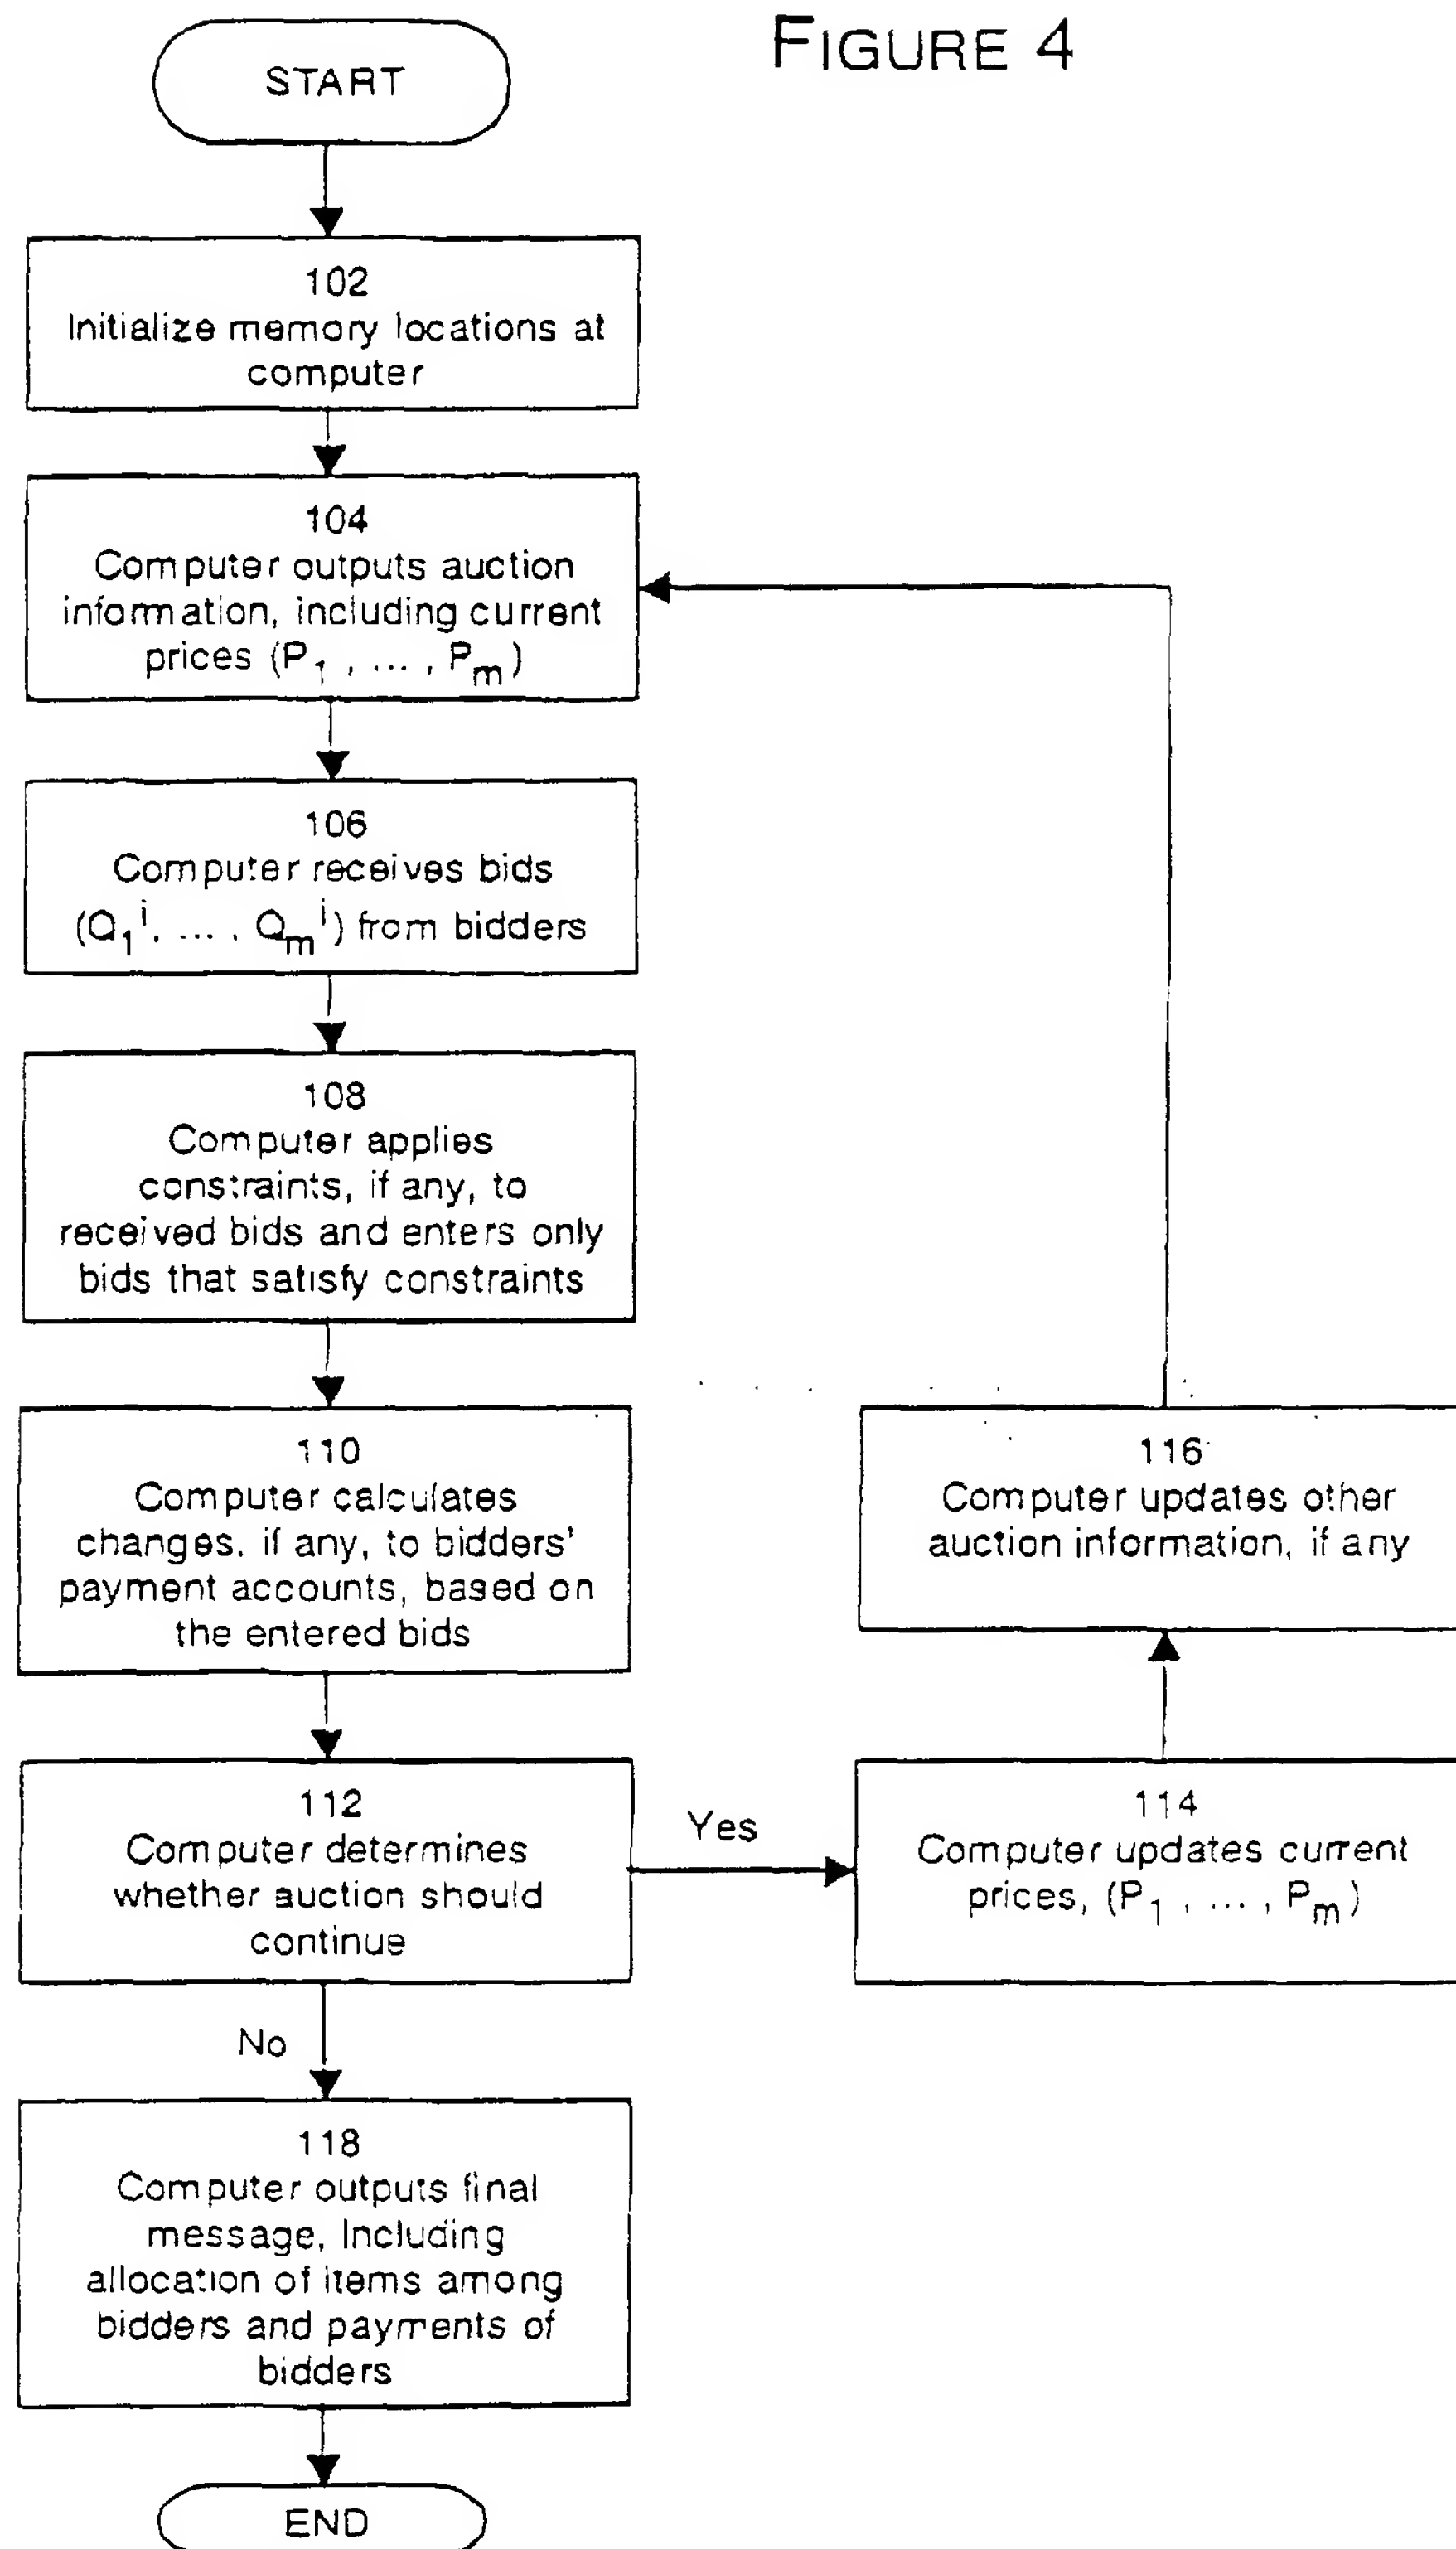 FIGURE 4
START
102
Initialize memory locations at
computer
104
Computer outputs auction
information, including current
prices (P1 , ... , Pm)
106
Computer receives bids
(Q1^i, ... , Qm^i) from bidders
108
Computer applies
constraints, if any, to
received bids and enters only
bids that satisfy constraints
110
Computer calculates
changes, if any, to bidders'
payment accounts, based on
the entered bids
116
Computer updates other
auction information, if any
112
Computer determines
whether auction should
continue
Yes
114
Computer updates current
prices, (P1 , ... , Pm)
No
118
Computer outputs final
message, Including
allocation of items among
bidders and payments of
bidders
END